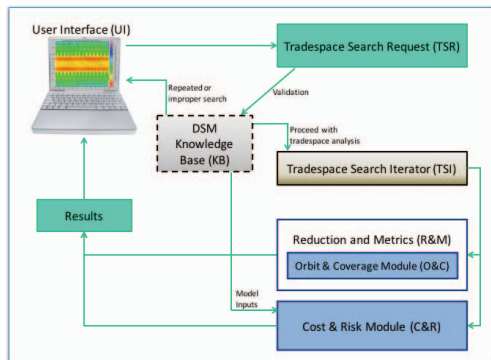 User Interface (UI)
Tradespace Search Request (TSR)
Repeated or
improper search
Validation
DSM
Knowledge
Base (KB)
Proceed with
tradespace analysis
Tradespace Search Iterator (TSI)
Results
Reduction and Metrics (R&M)
Orbit & Coverage Module (O&C)
Model
Inputs
Cost & Risk Module (C&R)